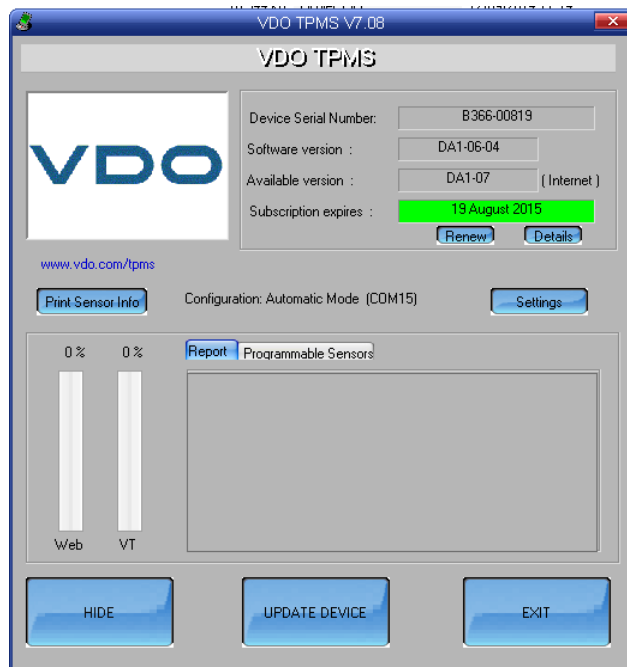 VDO TPMS V7.08
VDO TPMS
VDO
Device Serial Number: B366-00819
Software version : DA1-06-04
Available version : DA1-07 ( Internet )
Subscription expires : 19 August 2015
Renew Details
www.vdo.com/tpms
Print Sensor Info Configuration: Automatic Mode (COM15) Settings
0 % 0 % Report Programmable Sensors
Web VT
HIDE UPDATE DEVICE EXIT